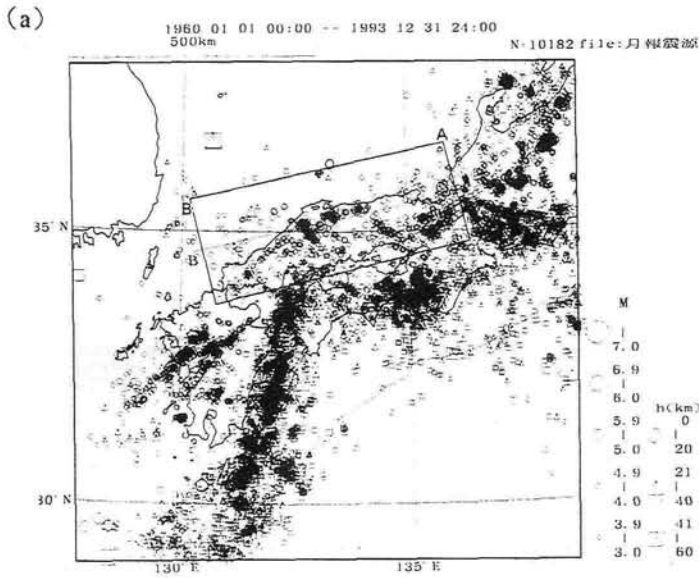 (a)
1960 01 01 00:00 -- 1993 12 31 24:00
500km
N=10182 file:月報震源
A
B
35° N
B
M
7.0
6.9
6.0
5.9
5.0
4.9
4.0
3.9
3.0
h(km)
0
20
21
40
41
60
30° N
130° E
135° E